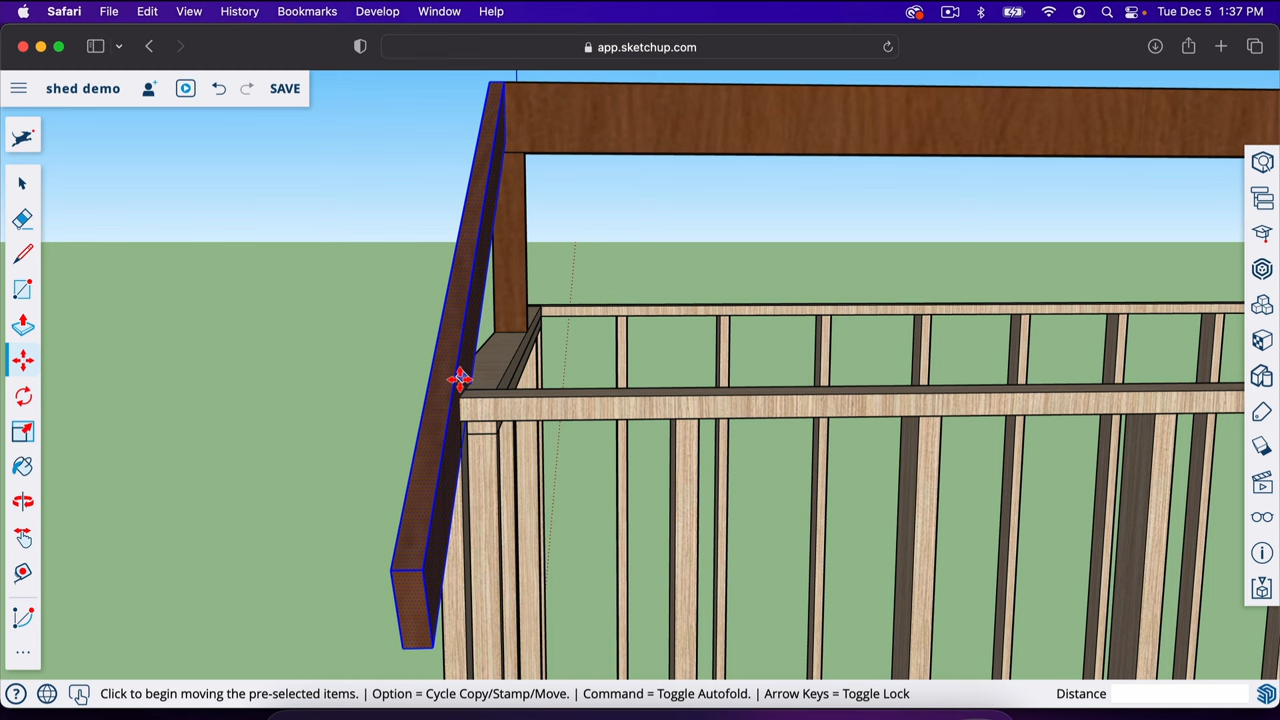 Safari File Edit View History Bookmarks Develop Window Help Tue Dec 5 1:37 PM
app.sketchup.com
shed demo SAVE
Click to begin moving the pre-selected items. | Option = Cycle Copy/Stamp/Move. | Command = Toggle Autofold. | Arrow Keys = Toggle Lock Distance